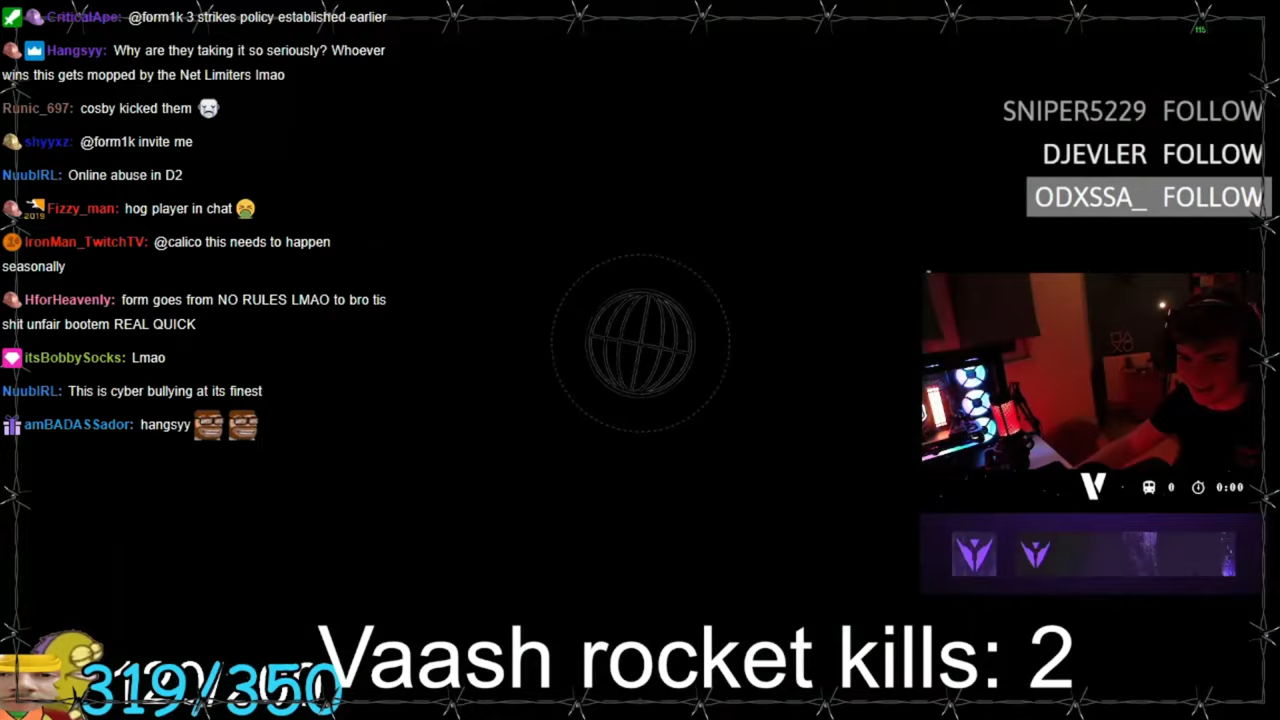 CriticalApe: @form1k 3 strikes policy established earlier
Hangsyy: Why are they taking it so seriously? Whoever
wins this gets mopped by the Net Limiters lmao
Runic_697: cosby kicked them
shyyxz: @form1k invite me
NuubIRL: Online abuse in D2
2019 Fizzy_man: hog player in chat
IronMan_TwitchTV: @calico this needs to happen
seasonally
HforHeavenly: form goes from NO RULES LMAO to bro tis
shit unfair bootem REAL QUICK
itsBobbySocks: Lmao
NuubIRL: This is cyber bullying at its finest
amBADASSador: hangsyy
115
SNIPER5229 FOLLOW
DJEVLER FOLLOW
ODXSSA_ FOLLOW
0 0:00
Vaash rocket kills: 2
319/350